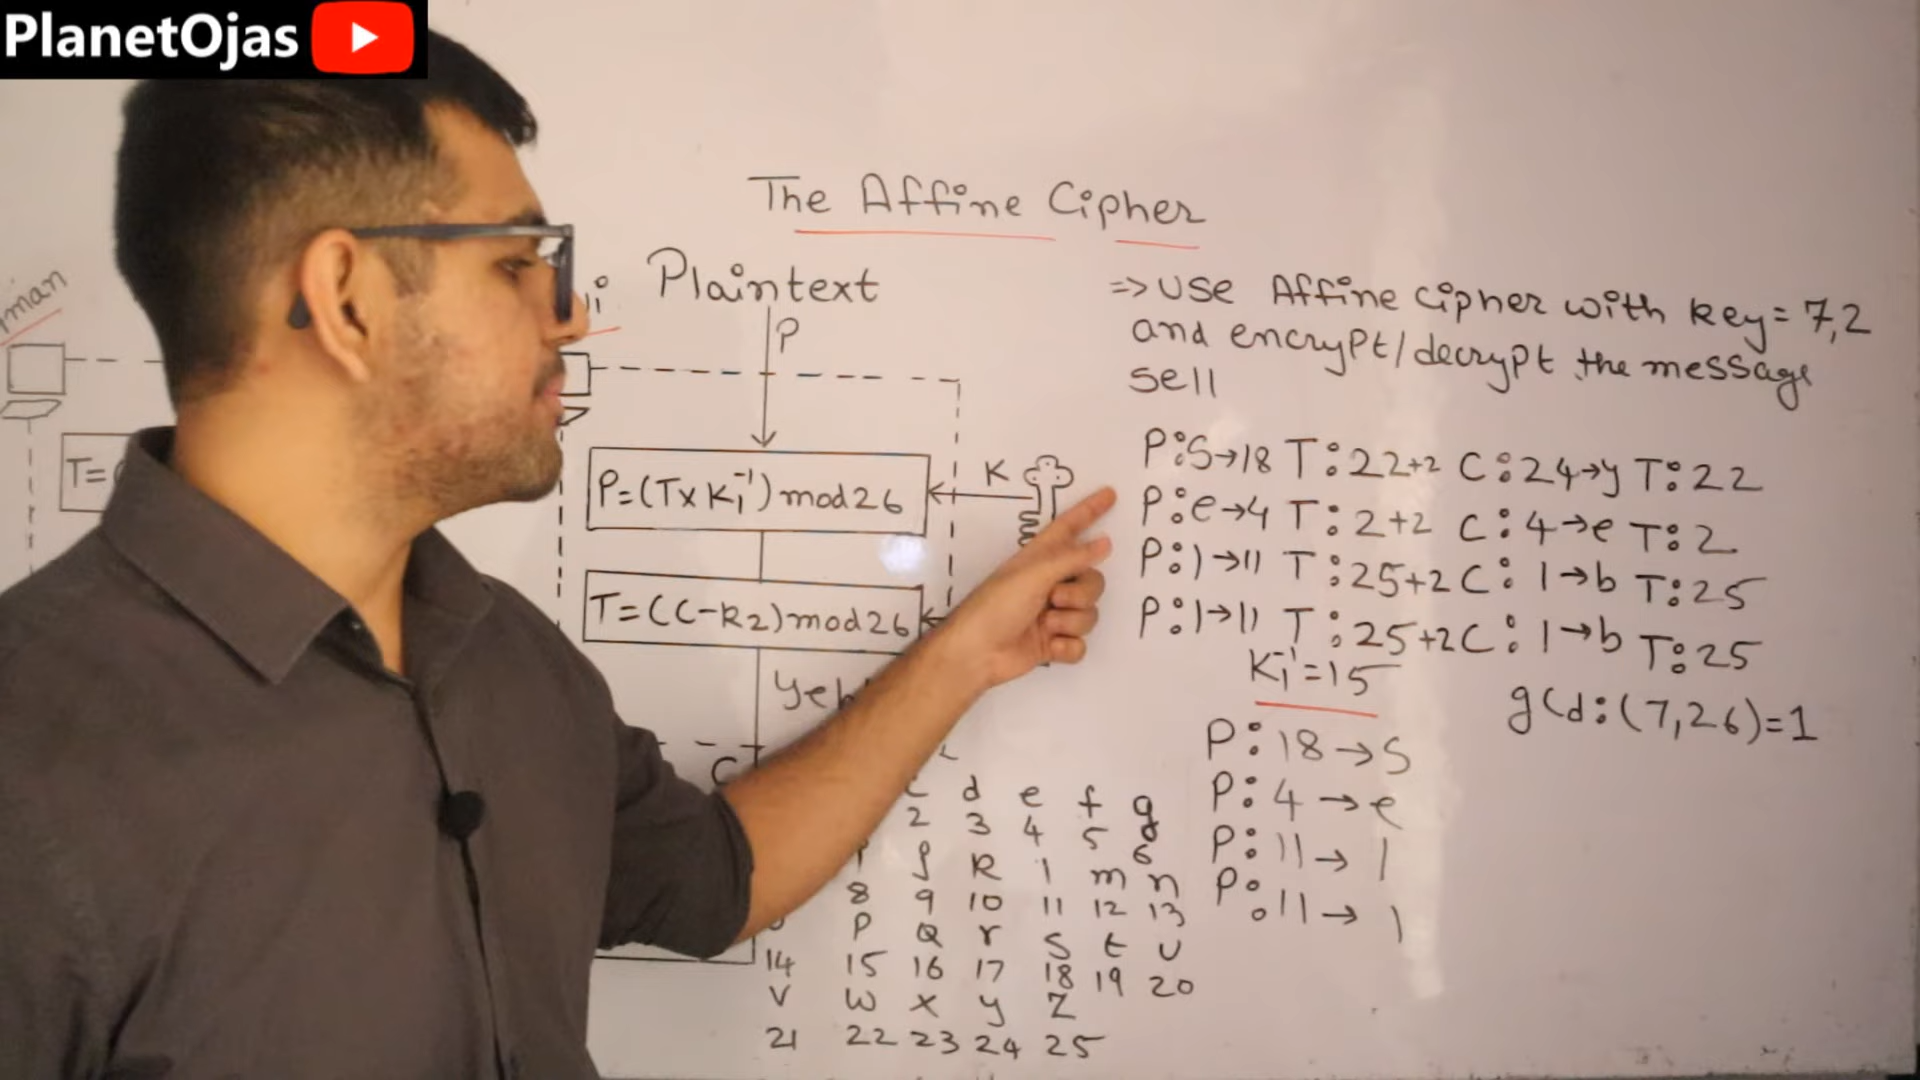 PlanetOjas
The Affine Cipher
Plaintext
P
P=(T×K₁⁻¹)mod26
K
T=(C-K2)mod26
T=
C
⇒ Use Affine cipher with key=7,2
and encrypt/decrypt the message
sell
P:S→18 T:22+2 C:24→y T:22
P:e→4 T:2+2 C:4→e T:2
P:l→11 T:25+2 C:1→b T:25
P:l→11 T:25+2 C:1→b T:25
K₁⁻¹=15
gcd:(7,26)=1
P:18→S
P:4→e
P:11→l
P:11→l
c d e f g
2 3 4 5 6
i j k l m n
8 9 10 11 12 13
P Q r S t U
14 15 16 17 18 19 20
V W X y Z
21 22 23 24 25